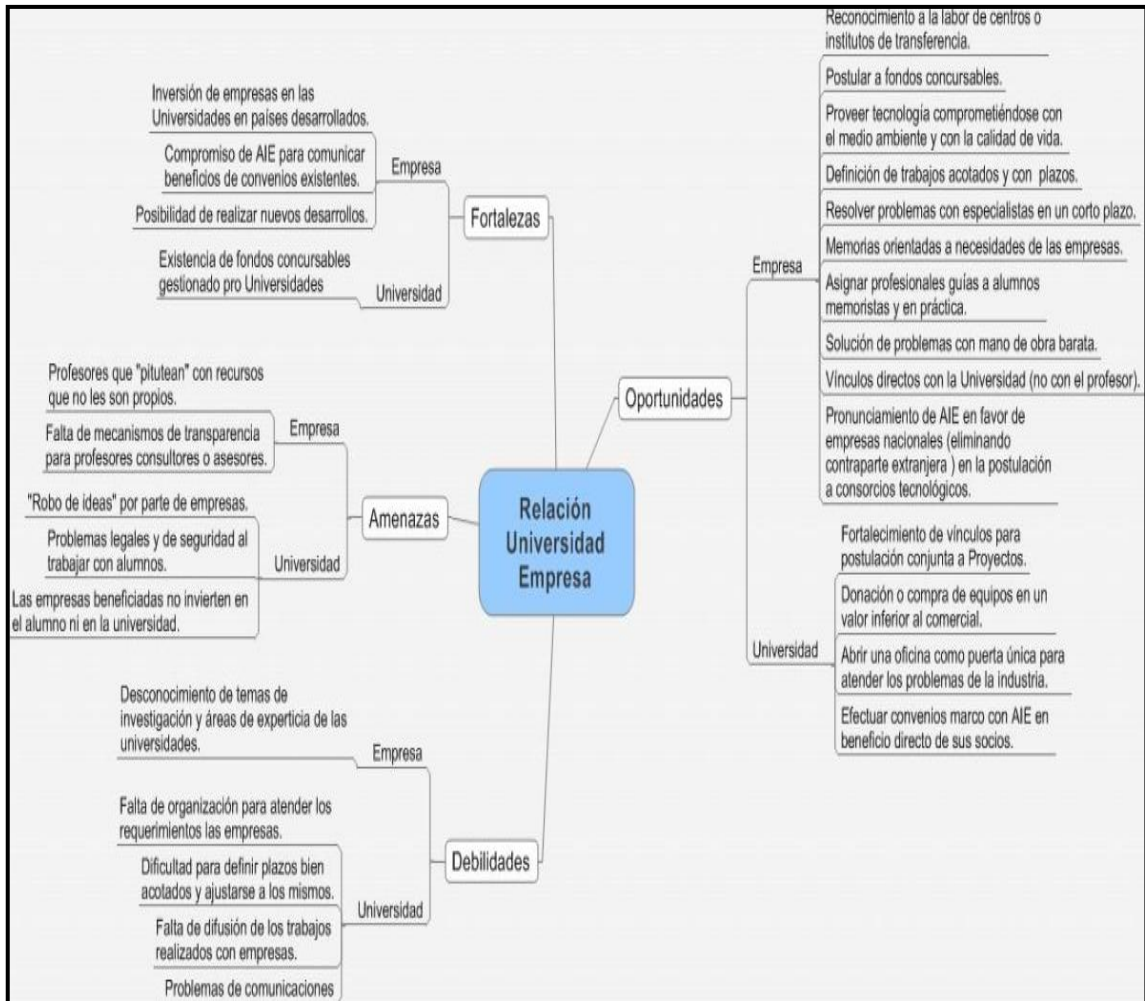 Relación
Universidad
Empresa
Fortalezas
Empresa
Inversión de empresas en las
Universidades en países desarrollados.
Compromiso de AIE para comunicar
beneficios de convenios existentes.
Posibilidad de realizar nuevos desarrollos.
Universidad
Existencia de fondos concursables
gestionado pro Universidades
Amenazas
Empresa
Profesores que "pitutean" con recursos
que no les son propios.
Falta de mecanismos de transparencia
para profesores consultores o asesores.
Universidad
"Robo de ideas" por parte de empresas.
Problemas legales y de seguridad al
trabajar con alumnos.
Las empresas beneficiadas no invierten en
el alumno ni en la universidad.
Debilidades
Empresa
Desconocimiento de temas de
investigación y áreas de experticia de las
universidades.
Universidad
Falta de organización para atender los
requerimientos las empresas.
Dificultad para definir plazos bien
acotados y ajustarse a los mismos.
Falta de difusión de los trabajos
realizados con empresas.
Problemas de comunicaciones
Oportunidades
Empresa
Reconocimiento a la labor de centros o
institutos de transferencia.
Postular a fondos concursables.
Proveer tecnología comprometiéndose con
el medio ambiente y con la calidad de vida.
Definición de trabajos acotados y con plazos.
Resolver problemas con especialistas en un corto plazo.
Memorias orientadas a necesidades de las empresas.
Asignar profesionales guías a alumnos
memoristas y en práctica.
Solución de problemas con mano de obra barata.
Vínculos directos con la Universidad (no con el profesor).
Pronunciamiento de AIE en favor de
empresas nacionales (eliminando
contraparte extranjera ) en la postulación
a consorcios tecnológicos.
Universidad
Fortalecimiento de vínculos para
postulación conjunta a Proyectos.
Donación o compra de equipos en un
valor inferior al comercial.
Abrir una oficina como puerta única para
atender los problemas de la industria.
Efectuar convenios marco con AIE en
beneficio directo de sus socios.